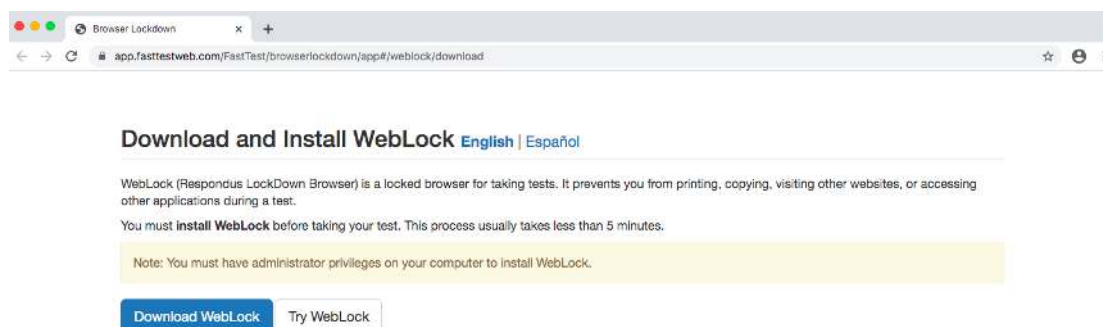 Browser Lockdown
app.fasttestweb.com/FastTest/browserlockdown/app#/weblock/download
Download and Install WebLock English | Español
WebLock (Respondus LockDown Browser) is a locked browser for taking tests. It prevents you from printing, copying, visiting other websites, or accessing
other applications during a test.
You must install WebLock before taking your test. This process usually takes less than 5 minutes.
Note: You must have administrator privileges on your computer to install WebLock.
Download WebLock Try WebLock